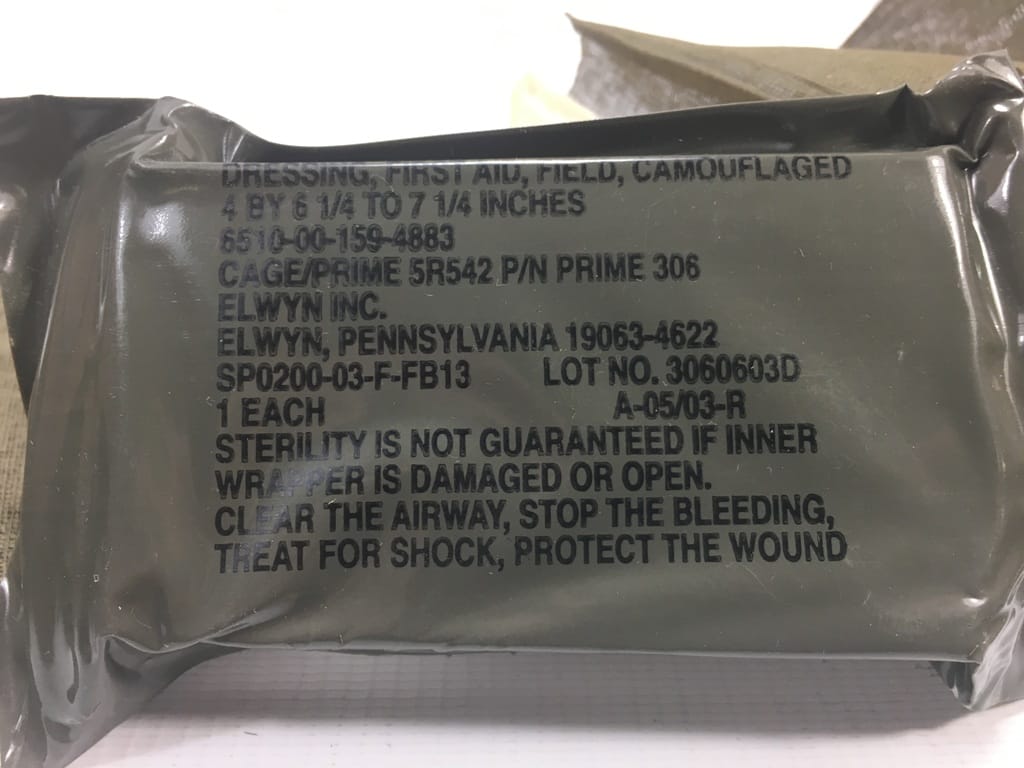 DRESSING, FIRST AID, FIELD, CAMOUFLAGED
4 BY 6 1/4 TO 7 1/4 INCHES
6510-00-159-4883
CAGE/PRIME 5R542 P/N PRIME 306
ELWYN INC.
ELWYN, PENNSYLVANIA 19063-4622
SP0200-03-F-FB13 LOT NO. 3060603D
1 EACH A-05/03-R
STERILITY IS NOT GUARANTEED IF INNER
WRAPPER IS DAMAGED OR OPEN.
CLEAR THE AIRWAY, STOP THE BLEEDING,
TREAT FOR SHOCK, PROTECT THE WOUND